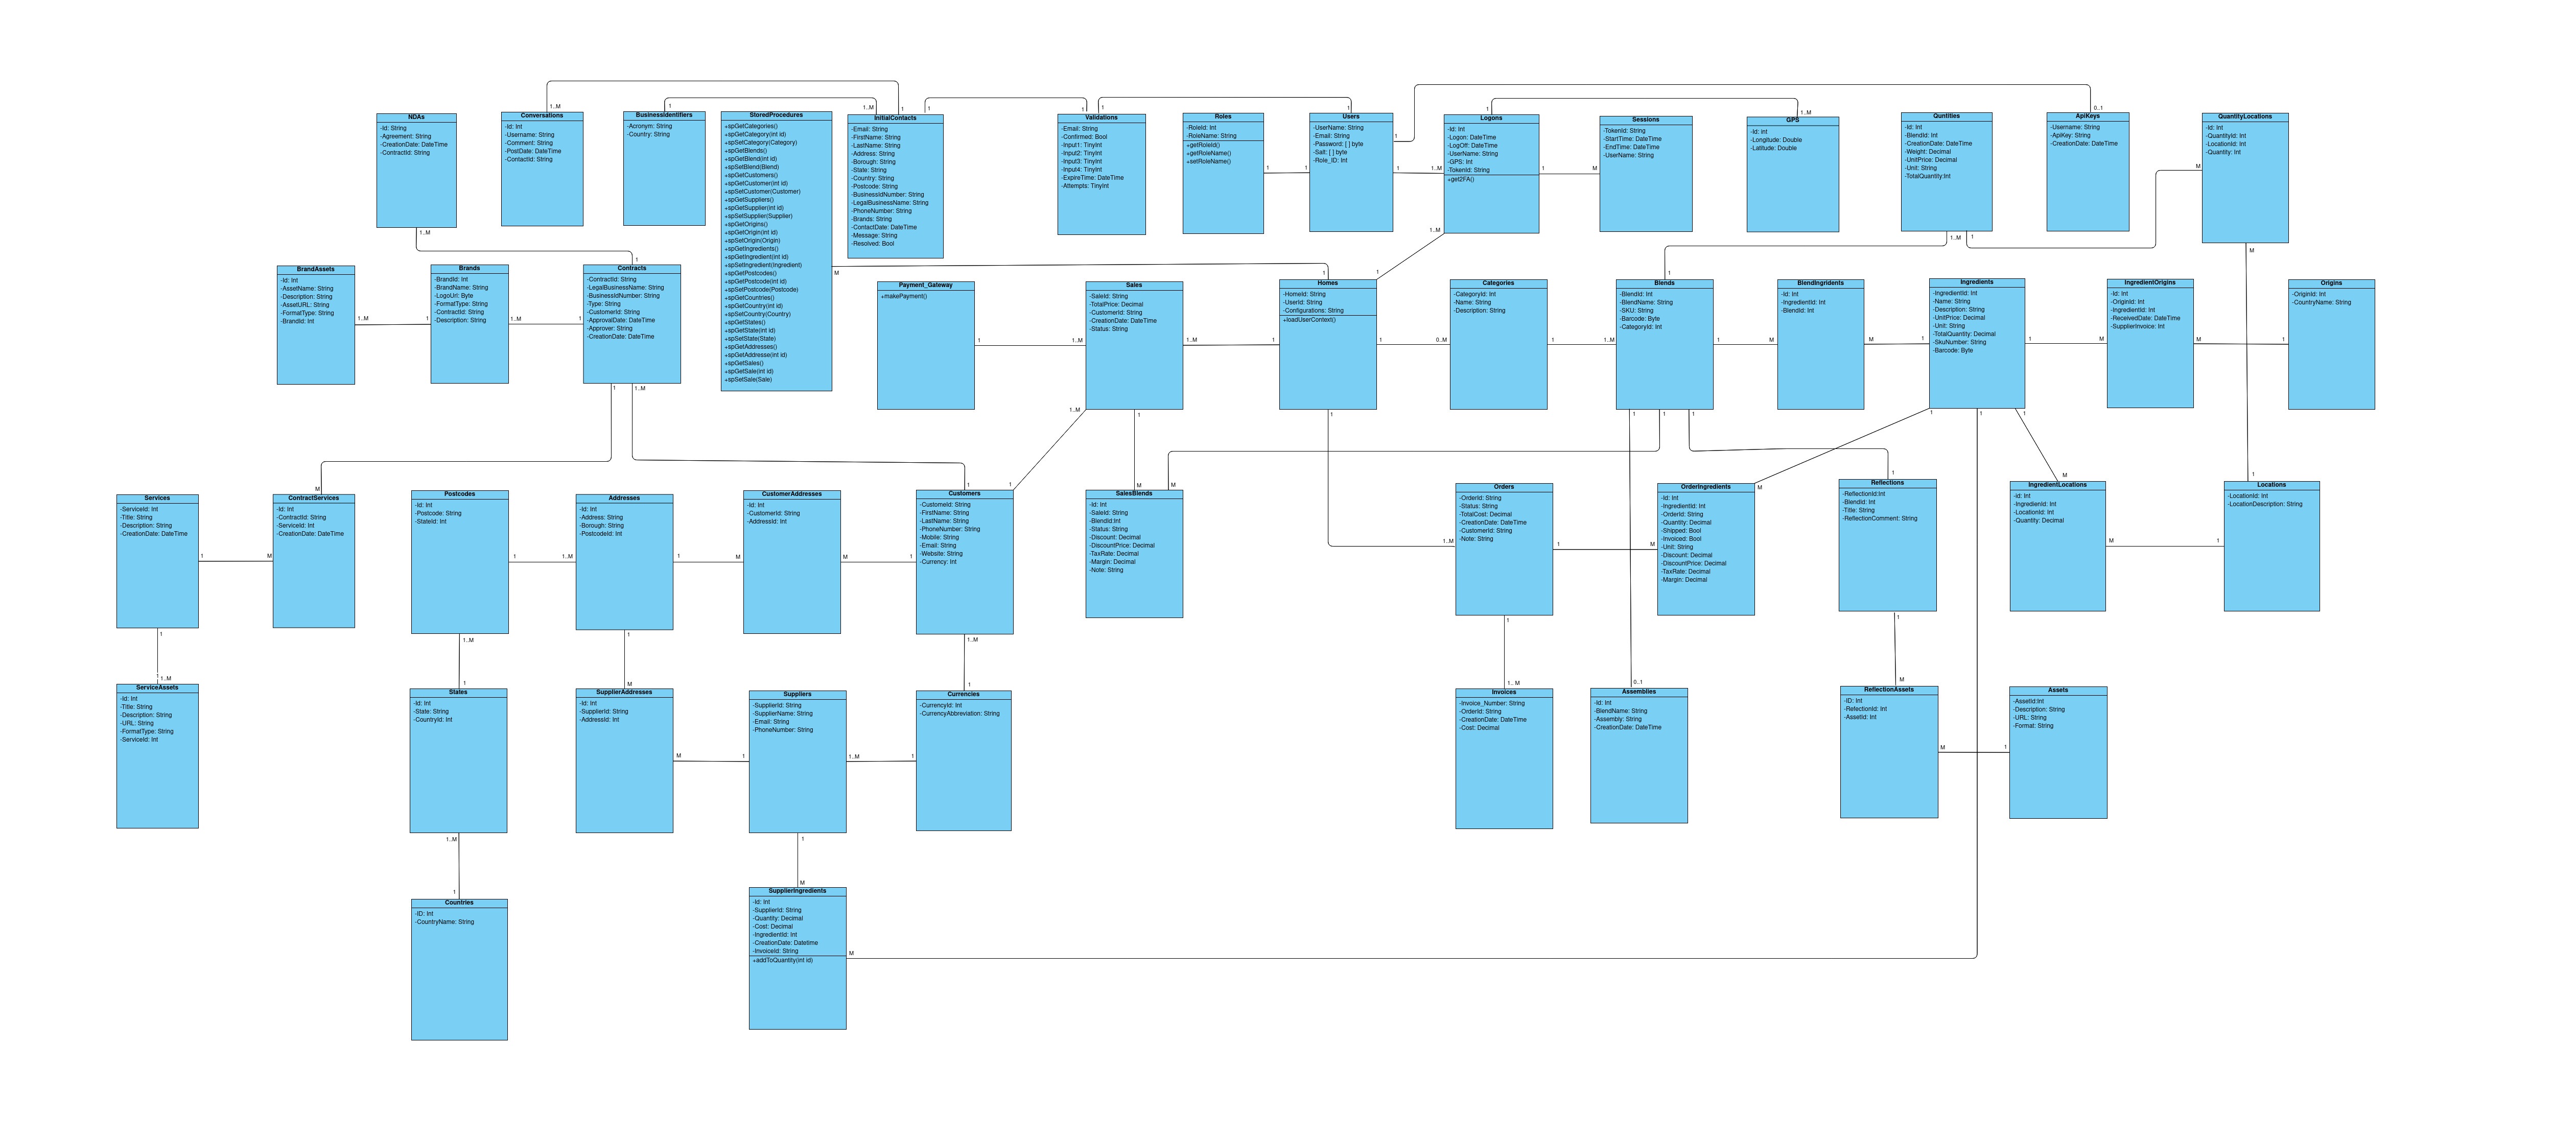 1..M
1
1..M
1
1
1
1
1
1
0..1
1
1..M
NDAs
-Id: String
-Agreement: String
-CreationDate: DateTime
-ContractId: String
1..M
Conversations
-Id: Int
-Username: String
-Comment: String
-PostDate: DateTime
-ContactId: String
BusinessIdentifiers
-Acronym: String
-Country: String
StoredProcedures
+spGetCategories()
+spGetCategory(int id)
+spSetCategory(Category)
+spGetBlends()
+spGetBlend(int id)
+spSetBlend(Blend)
+spGetCustomers()
+spGetCustomer(int id)
+spSetCustomer(Customer)
+spGetSuppliers()
+spGetSupplier(int id)
+spSetSupplier(Supplier)
+spGetOrigins()
+spGetOrigin(int id)
+spSetOrigin(Origin)
+spGetIngredients()
+spGetIngredient(int id)
+spSetIngredient(Ingredient)
+spGetPostcodes()
+spGetPostcode(int id)
+spSetPostcode(Postcode)
+spGetCountries()
+spGetCountry(int id)
+spSetCountry(Country)
+spGetStates()
+spGetState(int id)
+spSetState(State)
+spGetAddresses()
+spGetAddresse(int id)
+spGetSales()
+spGetSale(int id)
+spSetSale(Sale)
M
InitialContacts
-Email: String
-FirstName: String
-LastName: String
-Address: String
-Borough: String
-State: String
-Country: String
-Postcode: String
-BusinessIdNumber: String
-LegalBusinessName: String
-PhoneNumber: String
-Brands: String
-ContactDate: DateTime
-Message: String
-Resolved: Bool
Validations
-Email: String
-Confirmed: Bool
-Input1: TinyInt
-Input2: TinyInt
-Input3: TinyInt
-Input4: TinyInt
-ExpireTime: DateTime
-Attempts: TinyInt
Roles
-RoleId: Int
-RoleName: String
+getRoleId()
+getRoleName()
+setRoleName()
1
1
Users
-UserName: String
-Email: String
-Password: [ ] byte
-Salt: [ ] byte
-Role_ID: Int
1
1
1..M
Logons
-Id: Int
-Logon: DateTime
-LogOff: DateTime
-UserName: String
-GPS: Int
-TokenId: String
+get2FA()
1..M
1
M
Sessions
-TokenId: String
-StartTime: DateTime
-EndTime: DateTime
-UserName: String
GPS
-Id: Int
-Longitude: Double
-Latitude: Double
Quntities
-Id: Int
-BlendId: Int
-CreationDate: DateTime
-Weight: Decimal
-UnitPrice: Decimal
-Unit: String
-TotalQuantity:Int
1..M
1
ApiKeys
-Username: String
-ApiKey: String
-CreationDate: DateTime
M
QuantityLocations
-Id: Int
-QuantityId: Int
-LocationId: Int
-Quantity: Int
M
BrandAssets
-Id: Int
-AssetName: String
-Description: String
-AssetURL: String
-FormatType: String
-BrandId: Int
1..M
1
Brands
-BrandId: Int
-BrandName: String
-LogoUrl: Byte
-FormatType: String
-ContractId: String
-Description: String
1..M
1
1
Contracts
-ContractId: String
-LegalBusinessName: String
-BusinessIdNumber: String
-Type: String
-CustomerId: String
-ApprovalDate: DateTime
-Approver: String
-CreationDate: DateTime
1
1..M
Payment_Gateway
+makePayment()
1
1..M
Sales
-SaleId: String
-TotalPrice: Decimal
-CustomerId: String
-CreationDate: DateTime
-Status: String
1..M
1
1..M
1
1
1
Homes
-HomeId: String
-UserId: String
-Configurations: String
+loadUserContext()
1
1
0..M
Categories
-CategoryId: Int
-Name: String
-Description: String
1
1..M
1
Blends
-BlendId: Int
-BlendName: String
-SKU: String
-Barcode: Byte
-CategoryId: Int
1
1
1
1
M
BlendIngridents
-Id: Int
-IngredientId: Int
-BlendId: Int
M
1
Ingredients
-IngredientId: Int
-Name: String
-Description: String
-UnitPrice: Decimal
-Unit: String
-TotalQuantity: Decimal
-SkuNumber: String
-Barcode: Byte
1
1
1
1
M
IngredientOrigins
-Id: Int
-OriginId: Int
-IngredientId: Int
-ReceivedDate: DateTime
-SupplierInvoice: Int
M
1
Origins
-OriginId: Int
-CountryName: String
Services
-ServiceId: Int
-Title: String
-Description: String
-CreationDate: DateTime
1
1
M
M
ContractServices
-Id: Int
-ContractId: String
-ServiceId: Int
-CreationDate: DateTime
Postcodes
-Id: Int
-Postcode: String
-StateId: Int
1
1..M
1..M
Addresses
-Id: Int
-Address: String
-Borough: String
-PostcodeId: Int
1
1
M
CustomerAddresses
-Id: Int
-CustomerId: String
-AddressId: Int
M
1
1
1
Customers
-CustomeId: String
-FirstName: String
-LastName: String
-PhoneNumber: String
-Mobile: String
-Email: String
-Website: String
-Currency: Int
1..M
M
M
SalesBlends
-Id: Int
-SaleId: String
-BlendId:Int
-Status: String
-Discount: Decimal
-DiscountPrice: Decimal
-TaxRate: Decimal
-Margin: Decimal
-Note: String
1..M
Orders
-OrderId: String
-Status: String
-TotalCost: Decimal
-CreationDate: DateTime
-CustomerId: String
-Note: String
1
1
M
M
OrderIngredients
-Id: Int
-IngredientId: Int
-OrderId: String
-Quantity: Decimal
-Shipped: Bool
-Invoiced: Bool
-Unit: String
-Discount: Decimal
-DiscountPrice: Decimal
-TaxRate: Decimal
-Margin: Decimal
1
Reflections
-ReflectionId:Int
-BlendId: Int
-Title: String
-ReflectionComment: String
1
M
IngredientLocations
-id: Int
-IngredienId: Int
-LocationId: Int
-Quantity: Decimal
M
1
1
Locations
-LocationId: Int
-LocationDescription: String
1..M
ServiceAssets
-Id: Int
-Title: String
-Description: String
-URL: String
-FormatType: String
-ServiceId: Int
1
States
-Id: Int
-State: String
-CountryId: Int
1..M
M
SupplierAddresses
-Id: Int
-SupplierId: String
-AddressId: Int
M
1
Suppliers
-SupplierId: String
-SupplierName: String
-Email: String
-PhoneNumber: String
1
1..M
1
1
Currencies
-CurrencyId: Int
-CurrencyAbbreviation: String
1.. M
Invoices
-Invoice_Number: String
-OrderId: String
-CreationDate: DateTime
-Cost: Decimal
0..1
Assemblies
-Id: Int
-BlendName: String
-Assembly: String
-CreationDate: DateTime
M
ReflectionAssets
-ID: Int
-RefectionId: Int
-AssetId: Int
M
1
Assets
-AssetId:Int
-Description: String
-URL: String
-Format: String
1
Countries
-ID: Int
-CountryName: String
M
SupplierIngredients
-Id: Int
-SupplierId: String
-Quantity: Decimal
-Cost: Decimal
-IngredientId: Int
-CreationDate: Datetime
-InvoiceId: String
+addToQuantity(int id)
M